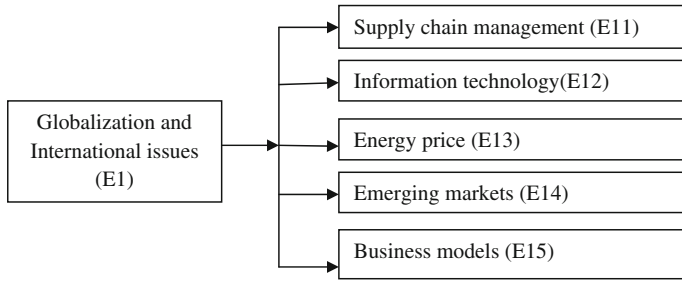 Globalization and
International issues
(E1)
Supply chain management (E11)
Information technology(E12)
Energy price (E13)
Emerging markets (E14)
Business models (E15)